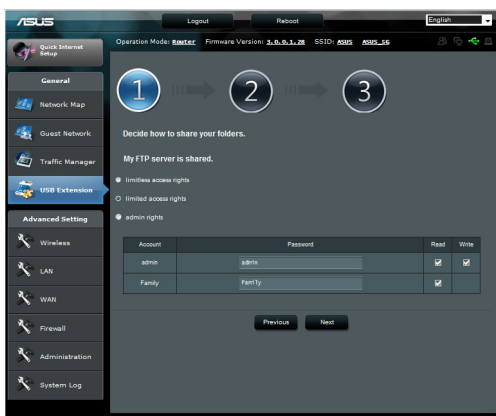 ASUS
Logout
Reboot
English
Quick Internet Setup
Operation Mode: Router Firmware Version: 3.0.0.1.28 SSID: ASUS ASUS_5G
General
Network Map
Guest Network
Traffic Manager
USB Extension
Advanced Setting
Wireless
LAN
WAN
Firewall
Administration
System Log
1 2 3
Decide how to share your folders.
My FTP server is shared.
limitless access rights
limited access rights
admin rights
Account Password Read Write
admin admin
Family Family
Previous Next